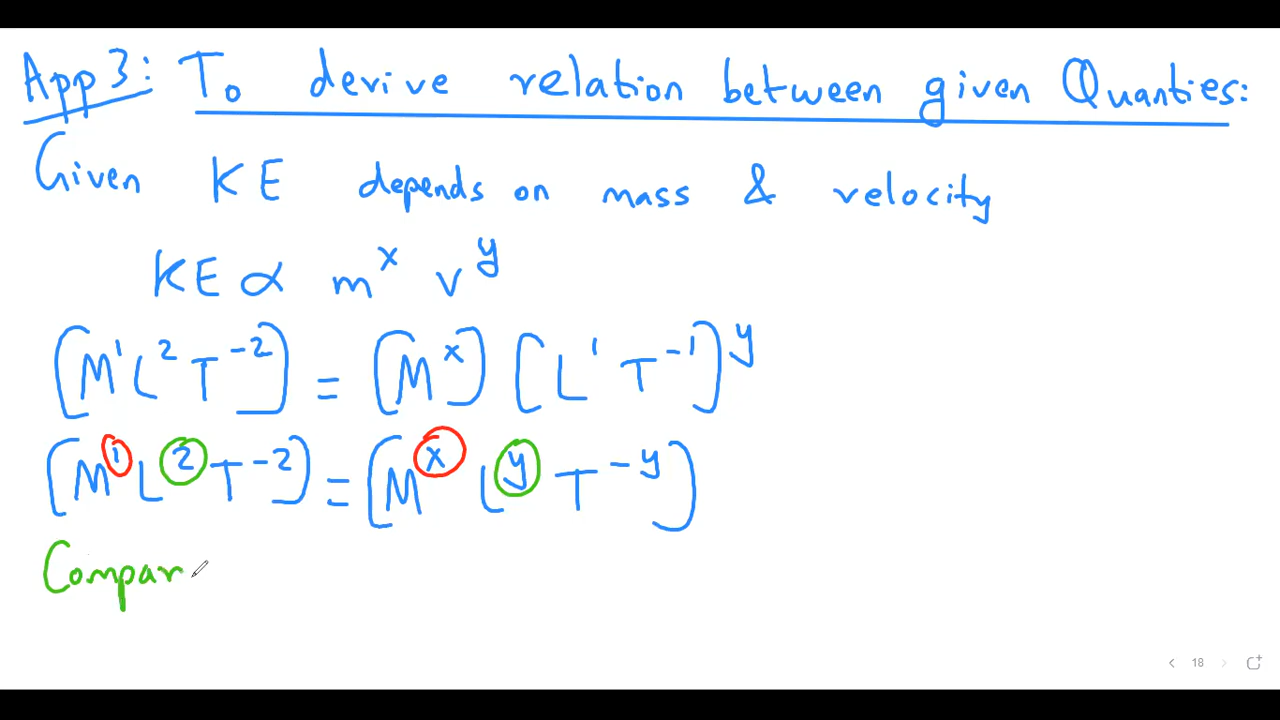 App 3: To derive relation between given Quanties:
Given KE depends on mass & velocity
KE ∝ m^x v^y
[M^1 L^2 T^-2] = [M^x] [L^1 T^-1]^y
[M^1 L^2 T^-2] = [M^x L^y T^-y]
Compar
18